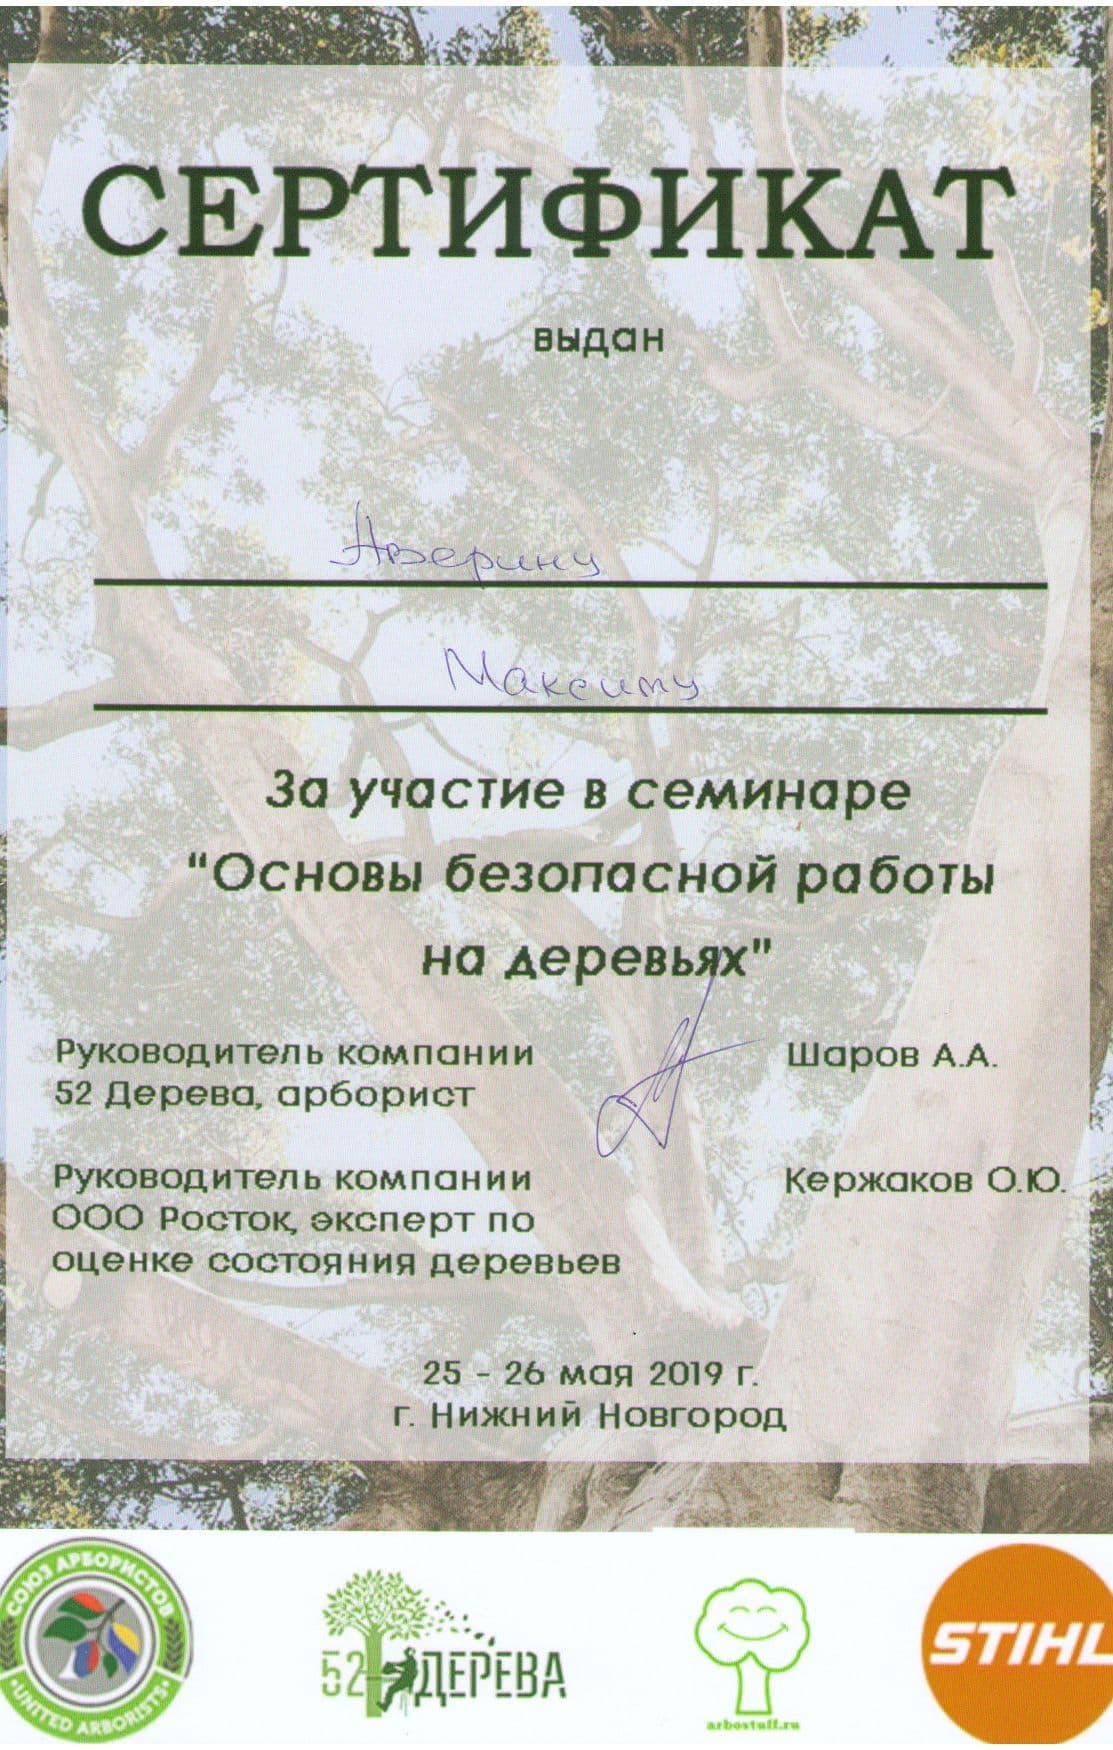 СЕРТИФИКАТ
выдан
Аверину
Максиму
За участие в семинаре
"Основы безопасной работы
на деревьях"
Руководитель компании
52 Дерева, арборист
Шаров А.А.
Руководитель компании
ООО Росток, эксперт по
оценке состояния деревьев
Кержаков О.Ю.
25 - 26 мая 2019 г.
г. Нижний Новгород
СОЮЗ АРБОРИСТОВ
UNITED ARBORISTS
52 ДЕРЕВА
arbostuff.ru
STIHL